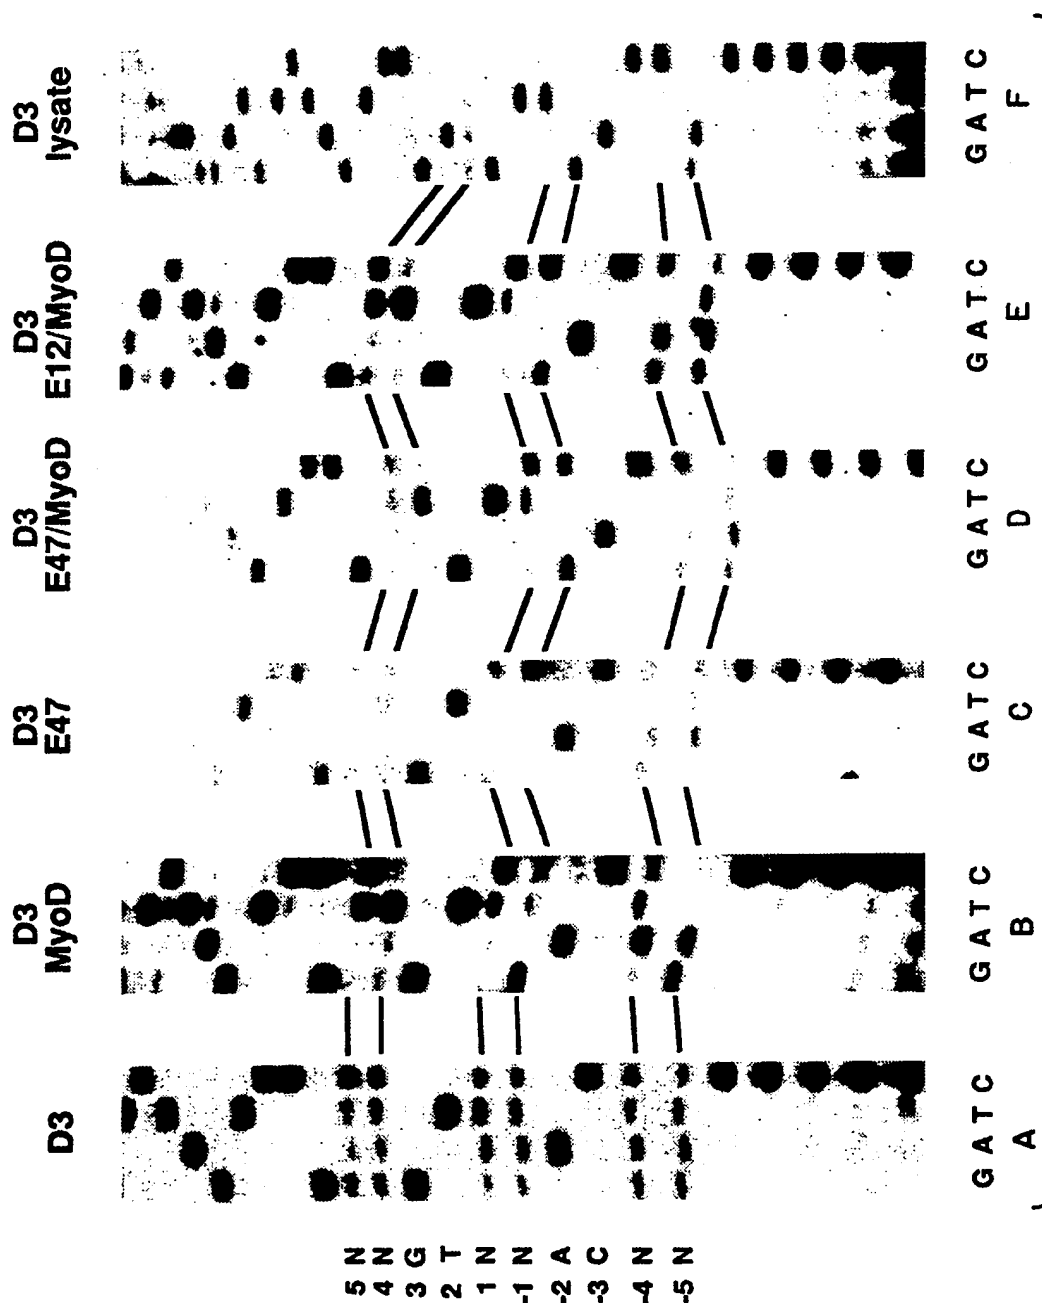 D3
D3
MyoD
D3
E47
D3
E47/MyoD
D3
E12/MyoD
D3
lysate
5 N
4 N
3 G
2 T
1 N
-1 N
-2 A
-3 C
-4 N
-5 N
G A T C
G A T C
G A T C
G A T C
G A T C
G A T C
A
B
C
D
E
F